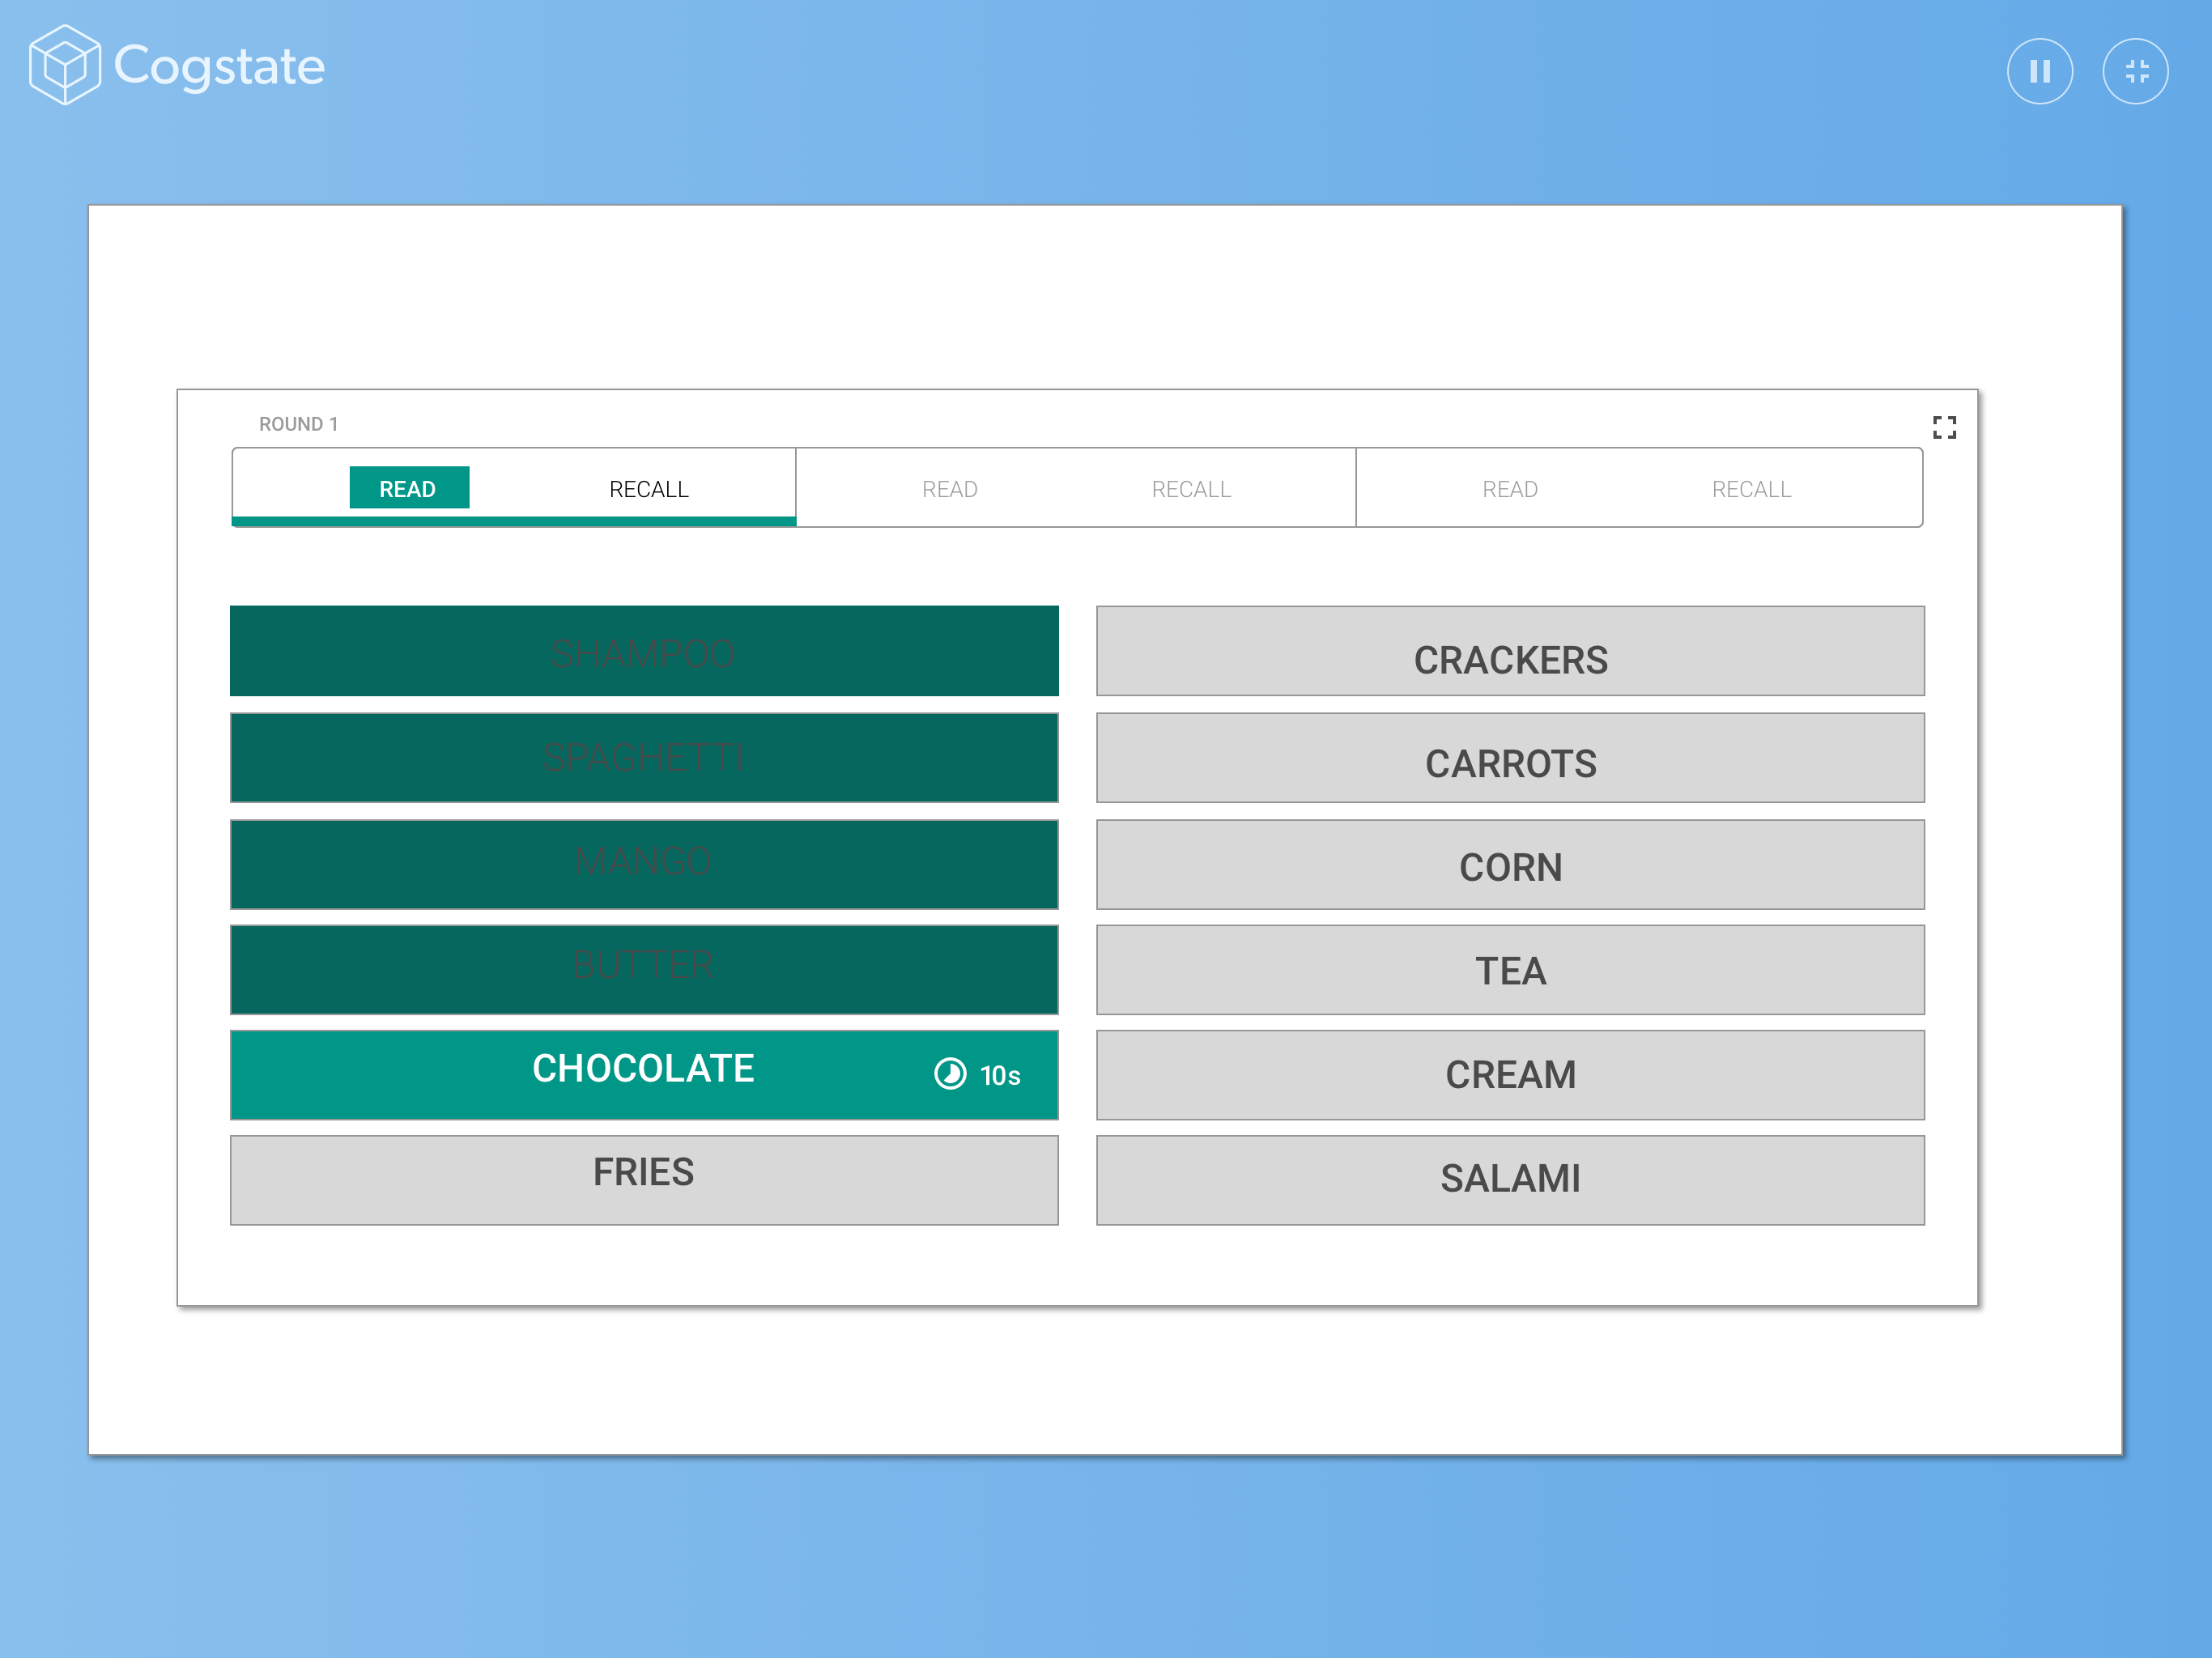 Cogstate
ROUND 1
READ RECALL READ RECALL READ RECALL
SHAMPOO
SPAGHETTI
MANGO
BUTTER
CHOCOLATE 10s
FRIES
CRACKERS
CARROTS
CORN
TEA
CREAM
SALAMI